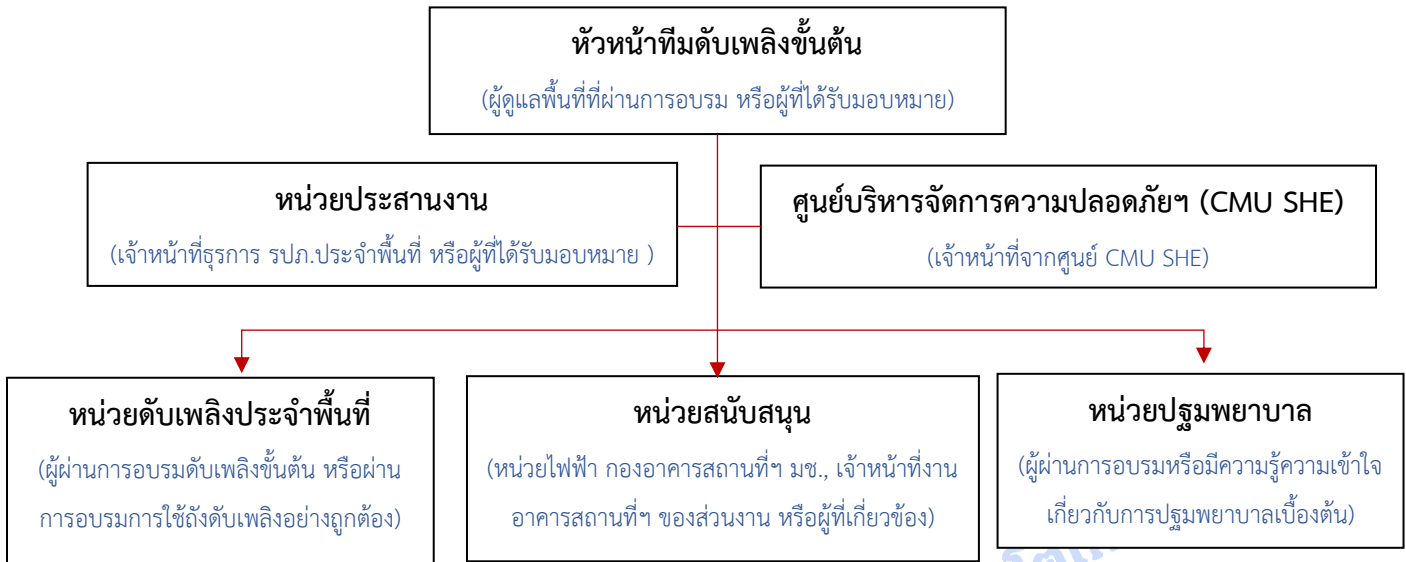 หัวหน้าทีมดับเพลิงขั้นต้น
(ผู้ดูแลพื้นที่ที่ผ่านการอบรม หรือผู้ที่ได้รับมอบหมาย)
หน่วยประสานงาน
(เจ้าหน้าที่ธุรการ รปภ.ประจำพื้นที่ หรือผู้ที่ได้รับมอบหมาย )
ศูนย์บริหารจัดการความปลอดภัยฯ (CMU SHE)
(เจ้าหน้าที่จากศูนย์ CMU SHE)
หน่วยดับเพลิงประจำพื้นที่
(ผู้ผ่านการอบรมดับเพลิงขั้นต้น หรือผ่าน
การอบรมการใช้ถังดับเพลิงอย่างถูกต้อง)
หน่วยสนับสนุน
(หน่วยไฟฟ้า กองอาคารสถานที่ฯ มช., เจ้าหน้าที่งาน
อาคารสถานที่ฯ ของส่วนงาน หรือผู้ที่เกี่ยวข้อง)
หน่วยปฐมพยาบาล
(ผู้ผ่านการอบรมหรือมีความรู้ความเข้าใจ
เกี่ยวกับการปฐมพยาบาลเบื้องต้น)